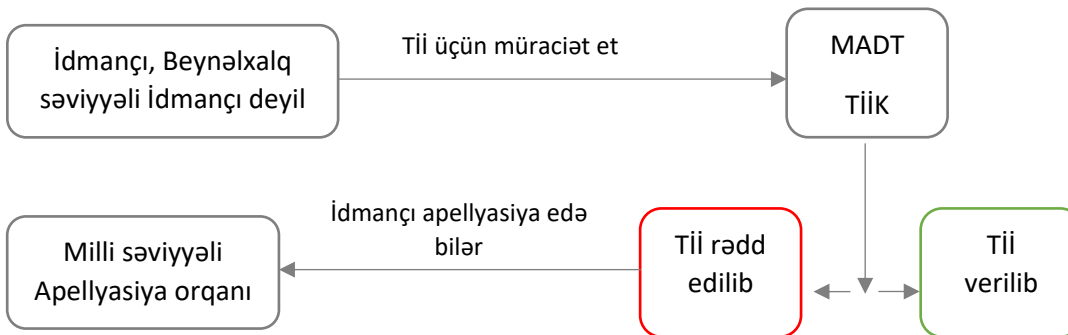 İdmançı, Beynəlxalq
səviyyəli İdmançı deyil
Tİİ üçün müraciət et
MADT
TİİK
Milli səviyyəli
Apellyasiya orqanı
İdmançı apellyasiya edə
bilər
Tİİ rədd
edilib
Tİİ
verilib